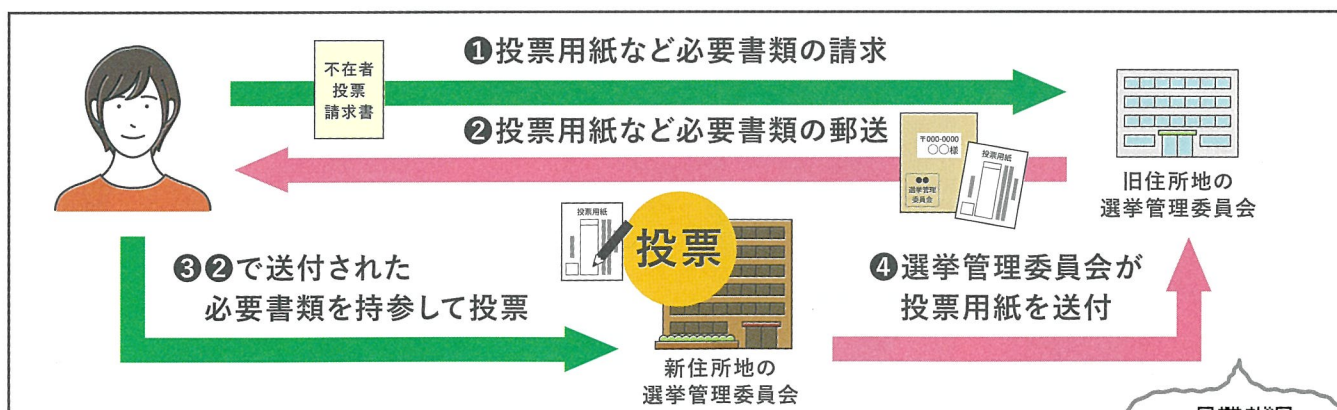 ❶投票用紙など必要書類の請求
不在者
投票
請求書
❷投票用紙など必要書類の郵送
〒000-0000
○○様
●●
選挙管理
委員会
投票用紙
旧住所地の
選挙管理委員会
❸❷で送付された
必要書類を持参して投票
投票用紙
投票
新住所地の
選挙管理委員会
❹選挙管理委員会が
投票用紙を送付